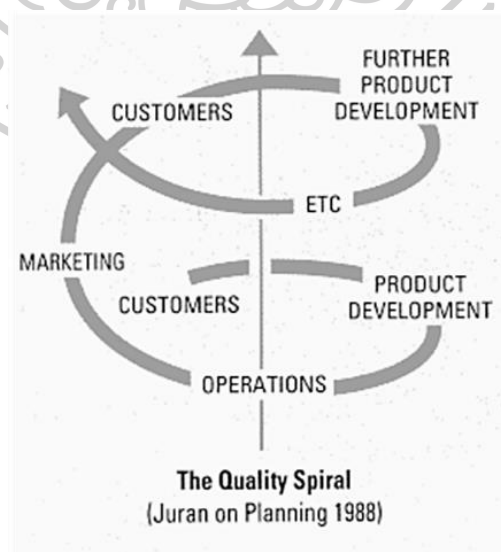 FURTHER
PRODUCT
DEVELOPMENT
CUSTOMERS
ETC
MARKETING
CUSTOMERS
PRODUCT
DEVELOPMENT
OPERATIONS
The Quality Spiral
(Juran on Planning 1988)